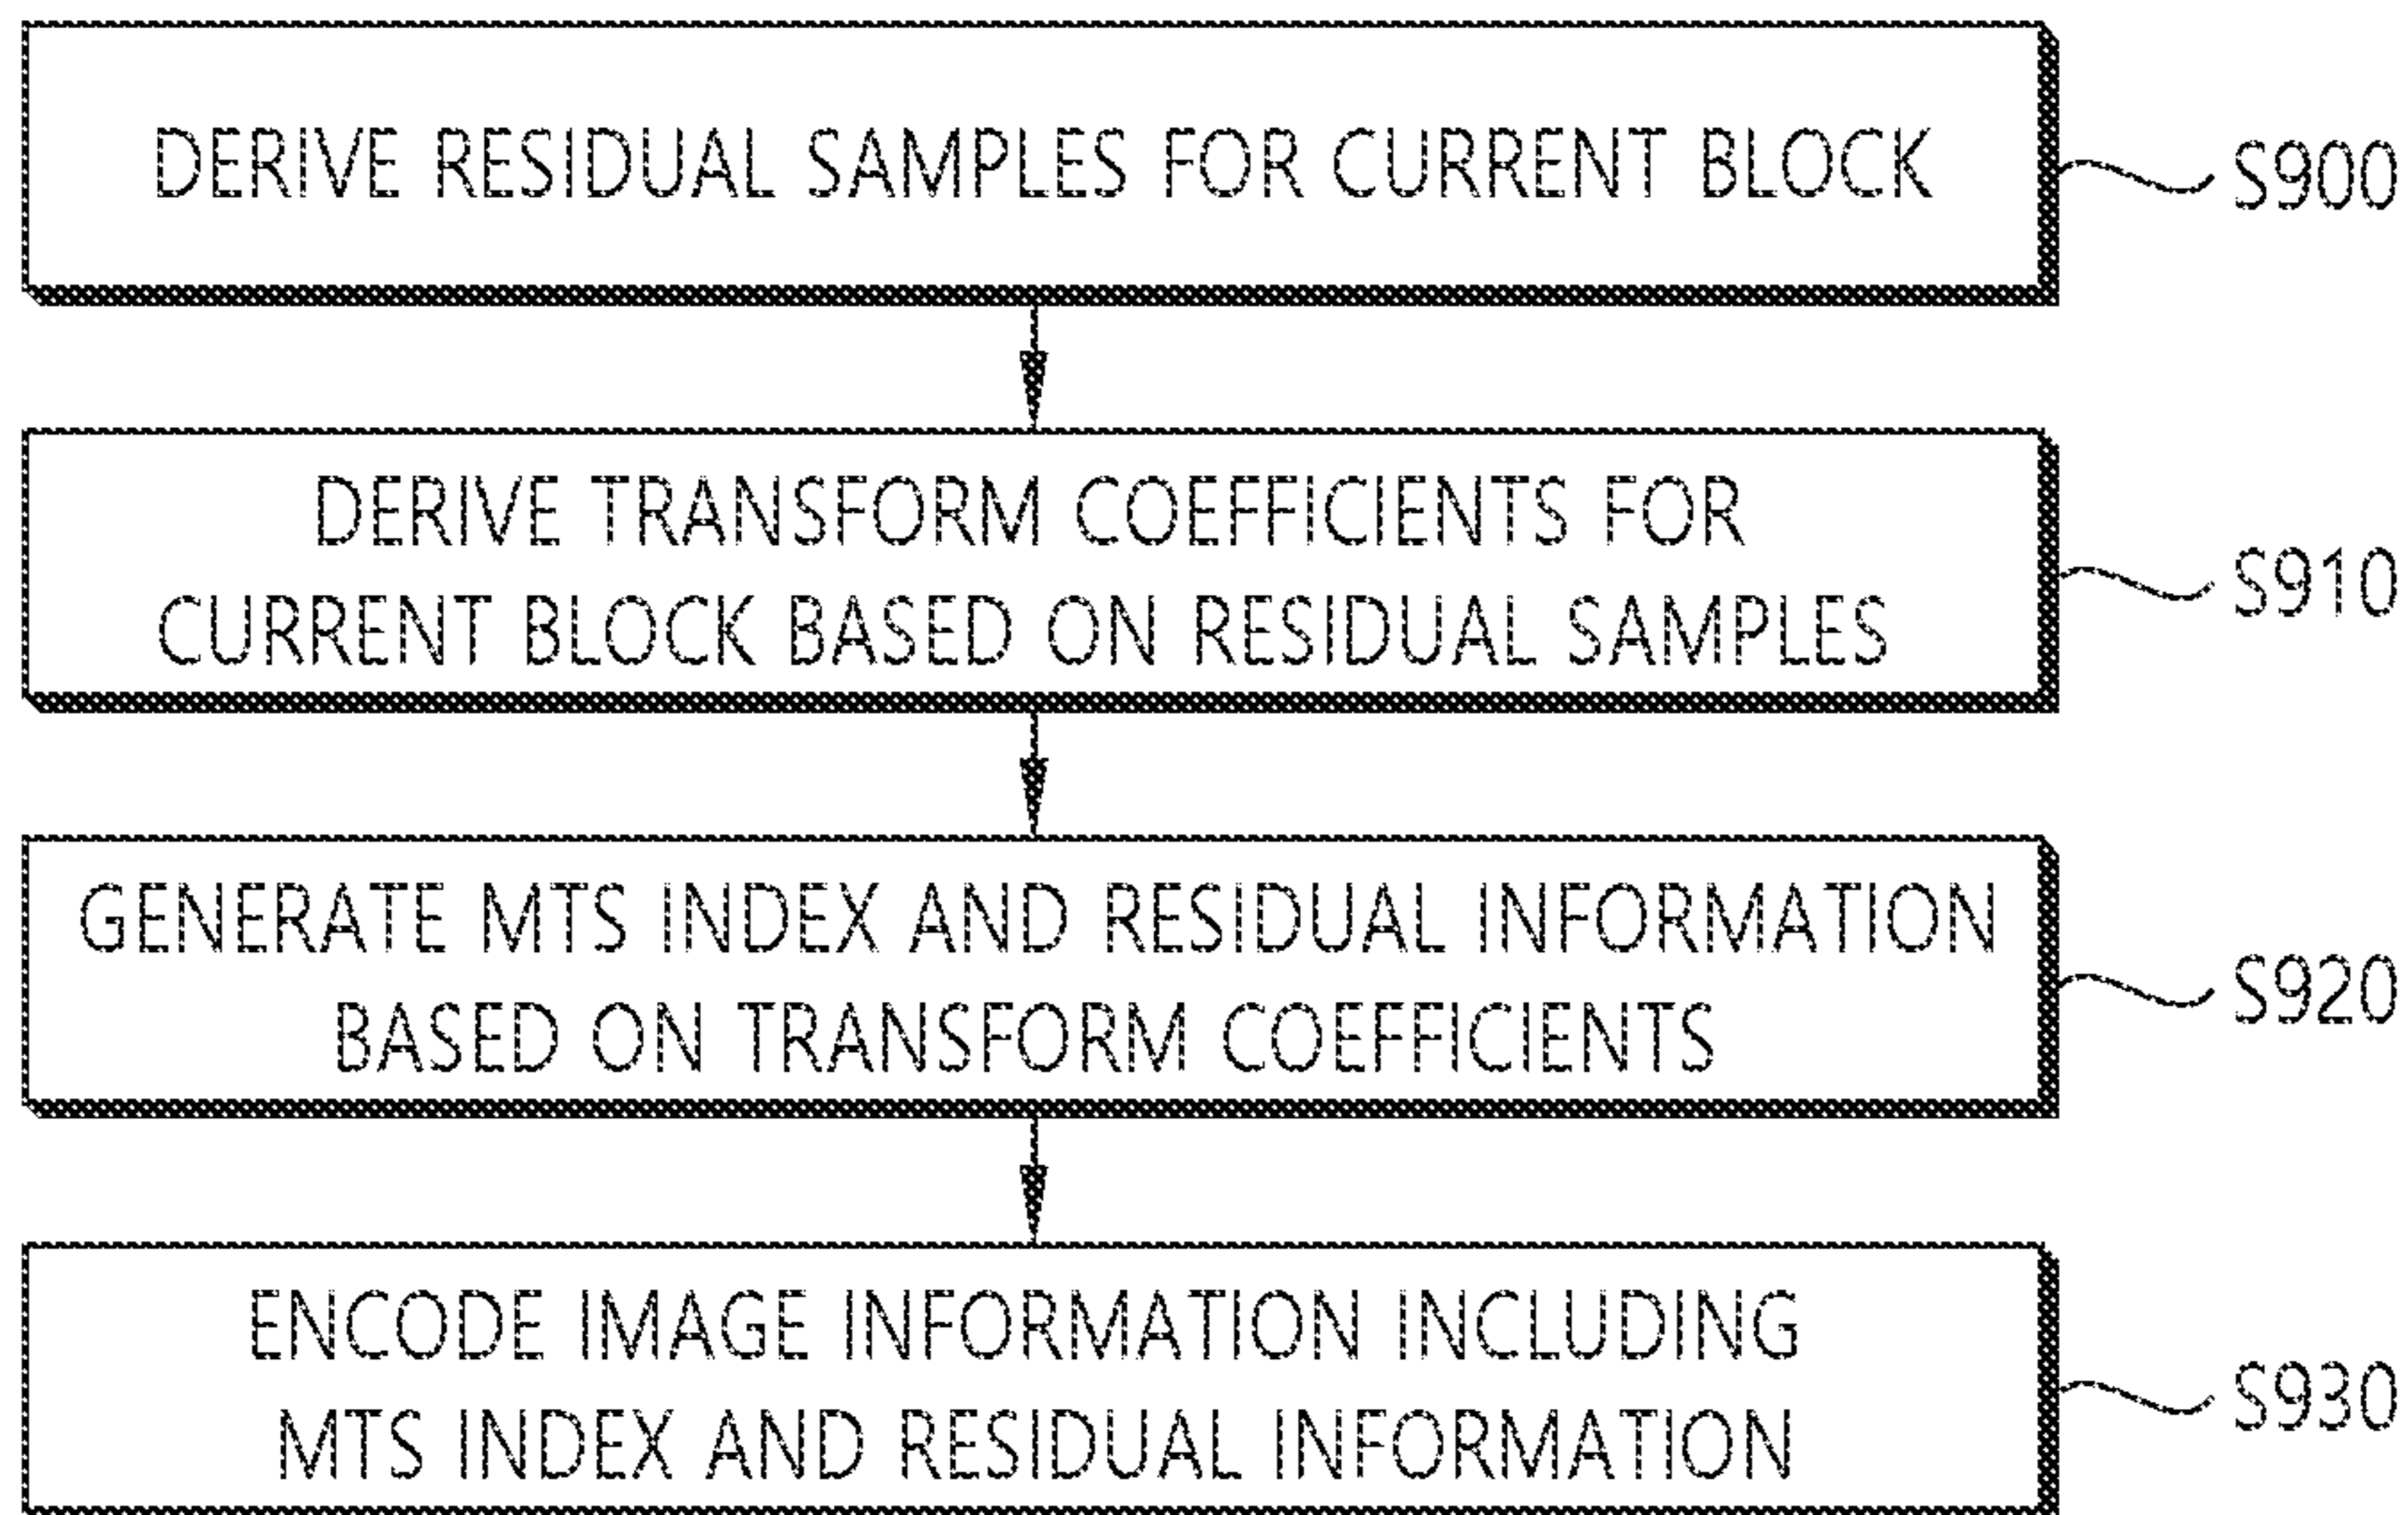 DERIVE RESIDUAL SAMPLES FOR CURRENT BLOCK
S900
DERIVE TRANSFORM COEFFICIENTS FOR
CURRENT BLOCK BASED ON RESIDUAL SAMPLES
S910
GENERATE MTS INDEX AND RESIDUAL INFORMATION
BASED ON TRANSFORM COEFFICIENTS
S920
ENCODE IMAGE INFORMATION INCLUDING
MTS INDEX AND RESIDUAL INFORMATION
S930